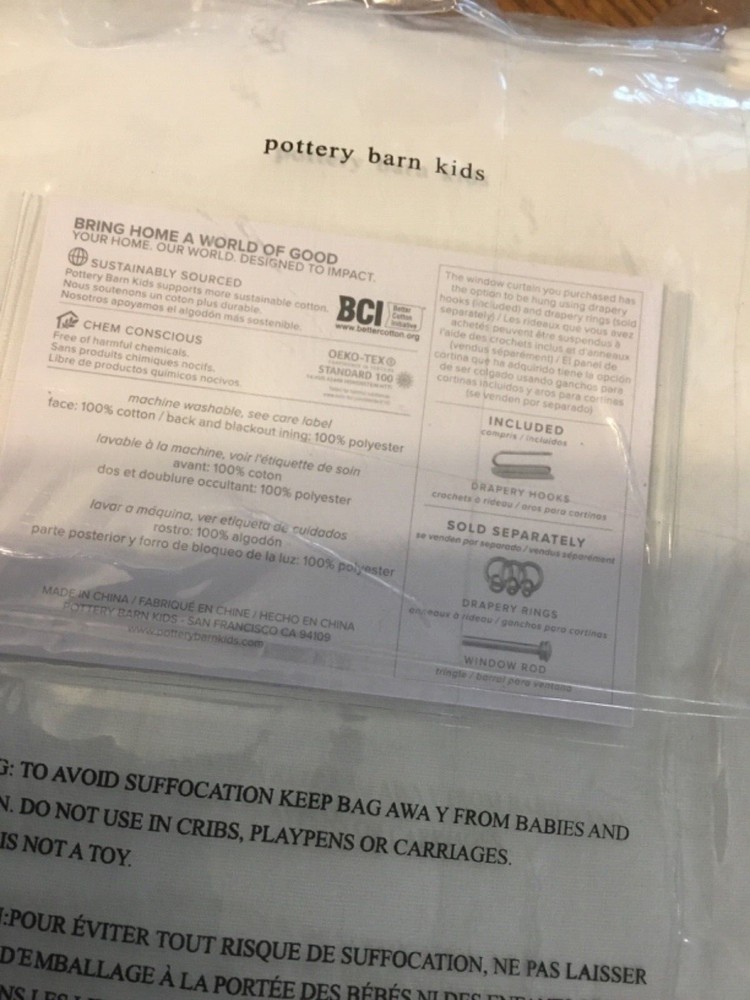 pottery barn kids
BRING HOME A WORLD OF GOOD
YOUR HOME. OUR WORLD. DESIGNED TO IMPACT.
SUSTAINABLY SOURCED
Pottery Barn Kids supports more sustainable cotton.
Nous soutenons un coton plus durable.
Nosotros apoyamos el algodón más sostenible.
BCI
Better
Cotton
Initiative
www.bettercotton.org
CHEM CONSCIOUS
Free of harmful chemicals.
Sans produits chimiques nocifs.
Libre de productos químicos nocivos.
OEKO-TEX®
STANDARD 100
machine washable, see care label
face: 100% cotton / back and blackout ining: 100% polyester
lavable à la machine, voir l'étiquette de soin
avant: 100% coton
dos et doublure occultant: 100% polyester
lavar a máquina, ver etiqueta de cuidados
rostro: 100% algodón
parte posterior y forro de bloqueo de la luz: 100% polyester
MADE IN CHINA / FABRIQUÉ EN CHINE / HECHO EN CHINA
POTTERY BARN KIDS - SAN FRANCISCO CA 94109
www.potterybarnkids.com
The window curtain you purchased has
the option to be hung using drapery
hooks (included) and drapery rings (sold
separately) / Les rideaux que vous avez
achetés peuvent être suspendus à
l'aide des crochets inclus et d'anneaux
(vendus séparément) / El panel de
cortina que ha adquirido tiene la opción
de ser colgado usando ganchos para
cortinas incluidos y aros para cortinas
(se venden por separado)
INCLUDED
compris / incluidos
DRAPERY HOOKS
crochets à rideau / aros para cortinas
SOLD SEPARATELY
se venden por separado / vendus séparément
DRAPERY RINGS
anneaux à rideau / ganchos para cortinas
WINDOW ROD
tringle / barral para ventana
G: TO AVOID SUFFOCATION KEEP BAG AWA Y FROM BABIES AND
N. DO NOT USE IN CRIBS, PLAYPENS OR CARRIAGES.
IS NOT A TOY.
:POUR ÉVITER TOUT RISQUE DE SUFFOCATION, NE PAS LAISSER
D'EMBALLAGE À LA PORTÉE DES BÉBÉS NI DES